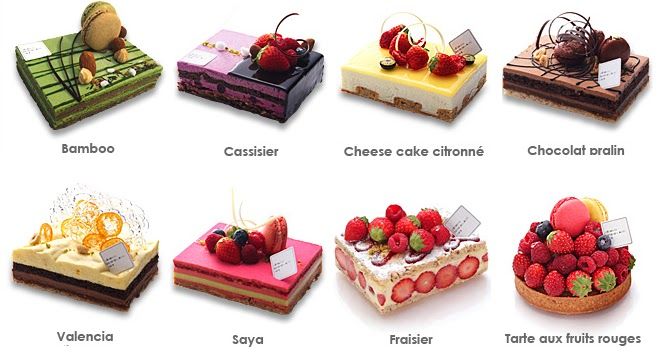 Bamboo
Cassisier
Cheese cake citronné
Chocolat pralin
Valencia
Saya
Fraisier
Tarte aux fruits rouges